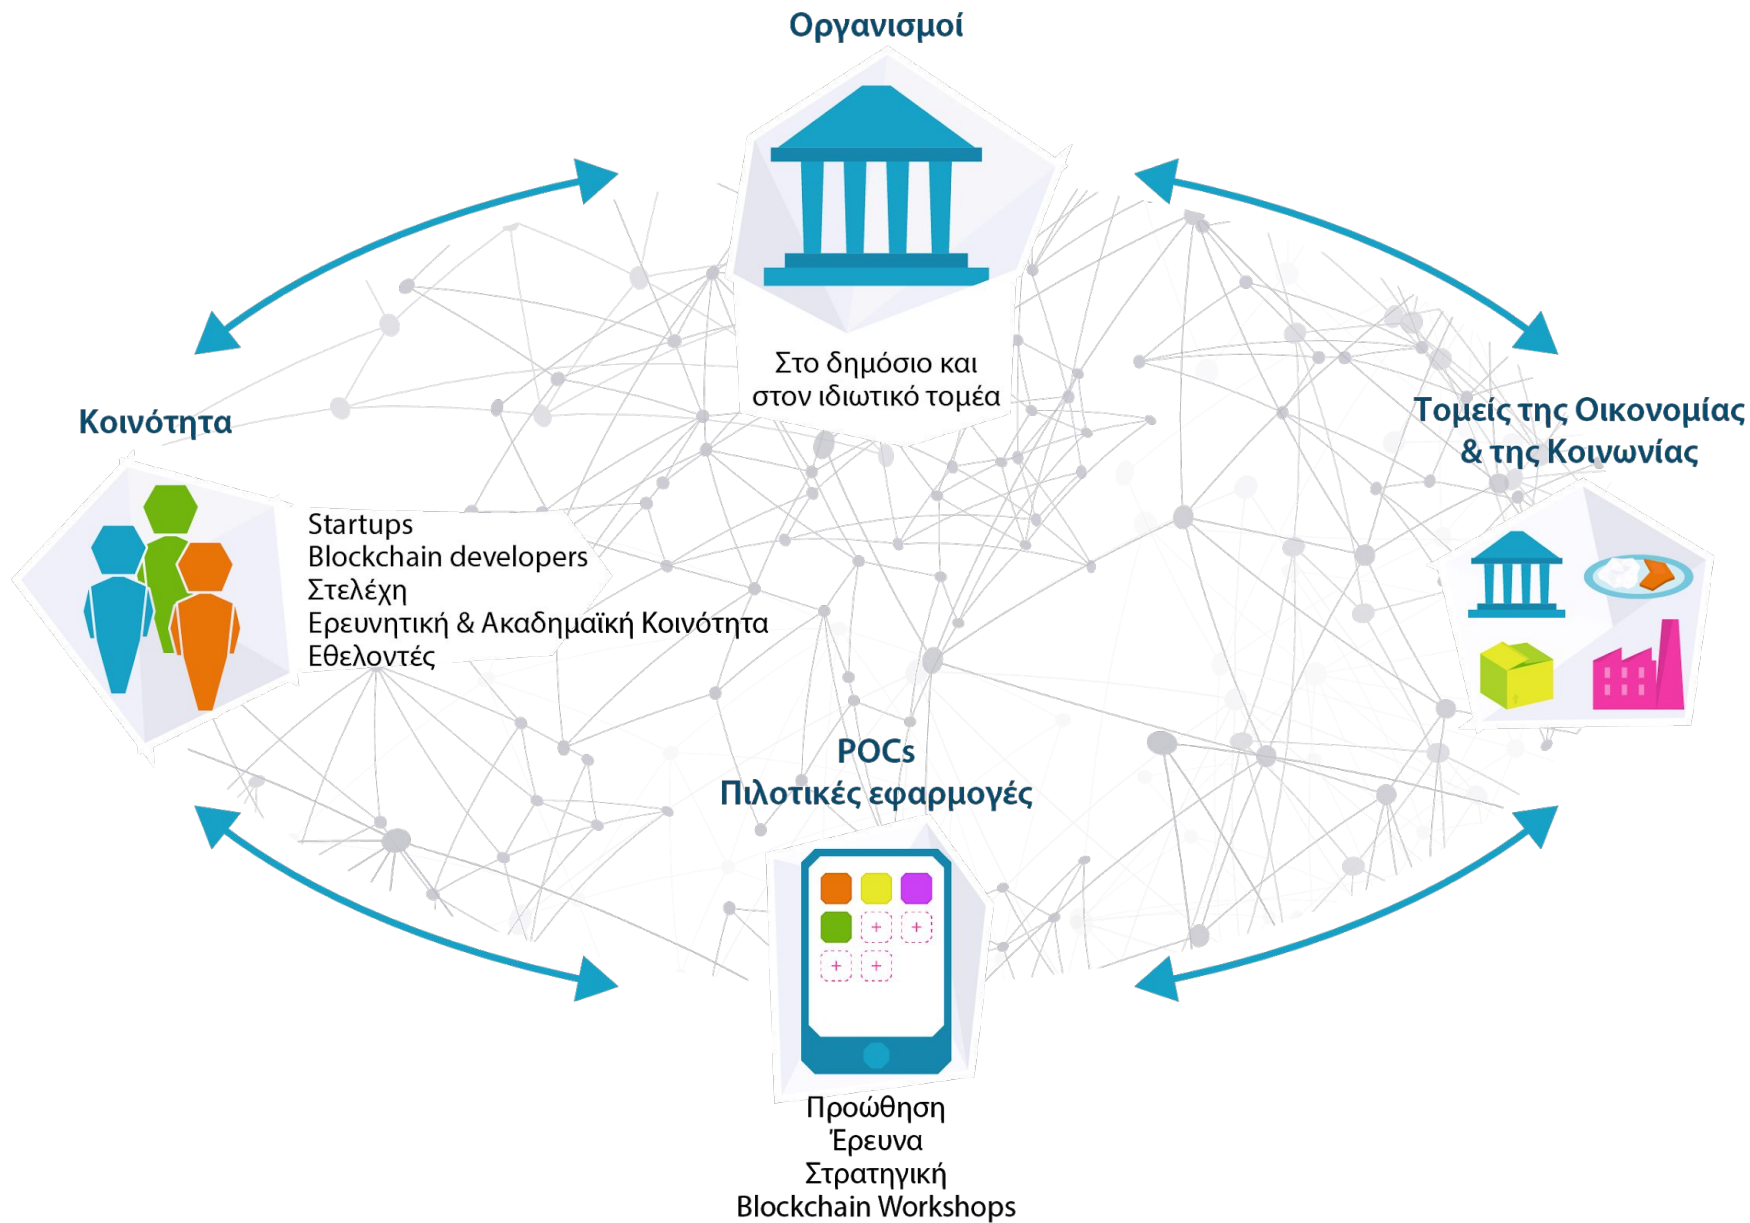 Οργανισμοί
Στο δημόσιο και
στον ιδιωτικό τομέα
Κοινότητα
Startups
Blockchain developers
Στελέχη
Ερευνητική & Ακαδημαϊκή Κοινότητα
Εθελοντές
Τομείς της Οικονομίας
& της Κοινωνίας
POCs
Πιλοτικές εφαρμογές
Προώθηση
Έρευνα
Στρατηγική
Blockchain Workshops